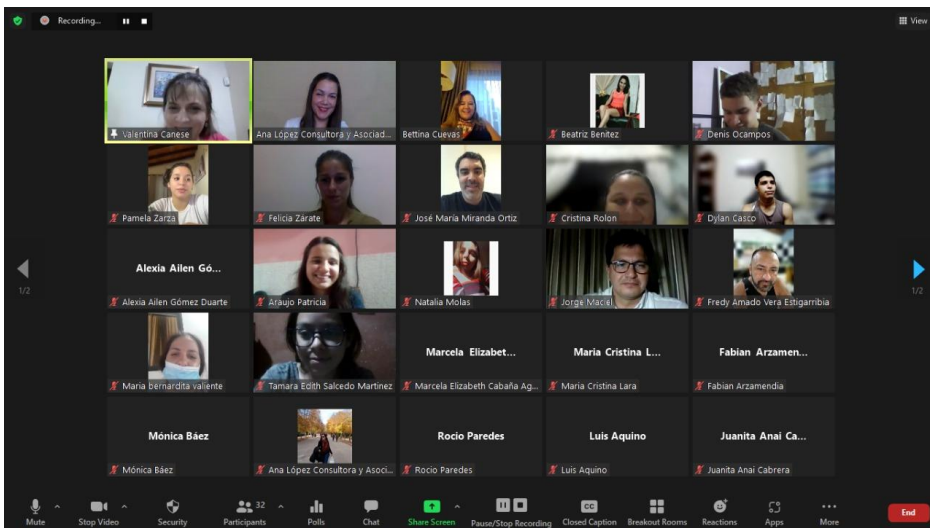 Recording...
View
Valentina Canese
Ana López Consultora y Asociad...
Bettina Cuevas
Beatriz Benitez
Denis Ocampos
Pamela Zarza
Felicia Zárate
José María Miranda Ortiz
Cristina Rolon
Dylan Casco
Alexia Ailen Gó...
1/2
1/2
Alexia Ailen Gómez Duarte
Araujo Patricia
Natalia Molas
Jorge Maciel
Fredy Amado Vera Estigarribia
Marcela Elizabet...
Maria Cristina L...
Fabian Arzamen...
Maria bernardita valiente
Tamara Edith Salcedo Martinez
Marcela Elizabeth Cabaña Ag...
Maria Cristina Lara
Fabian Arzamendia
Mónica Báez
Rocio Paredes
Luis Aquino
Juanita Anai Ca...
Mónica Báez
Ana López Consultora y Asoci...
Rocio Paredes
Luis Aquino
Juanita Anai Cabrera
32
CC
Mute
Stop Video
Security
Participants
Polls
Chat
Share Screen
Pause/Stop Recording
Closed Caption
Breakout Rooms
Reactions
Apps
More
End